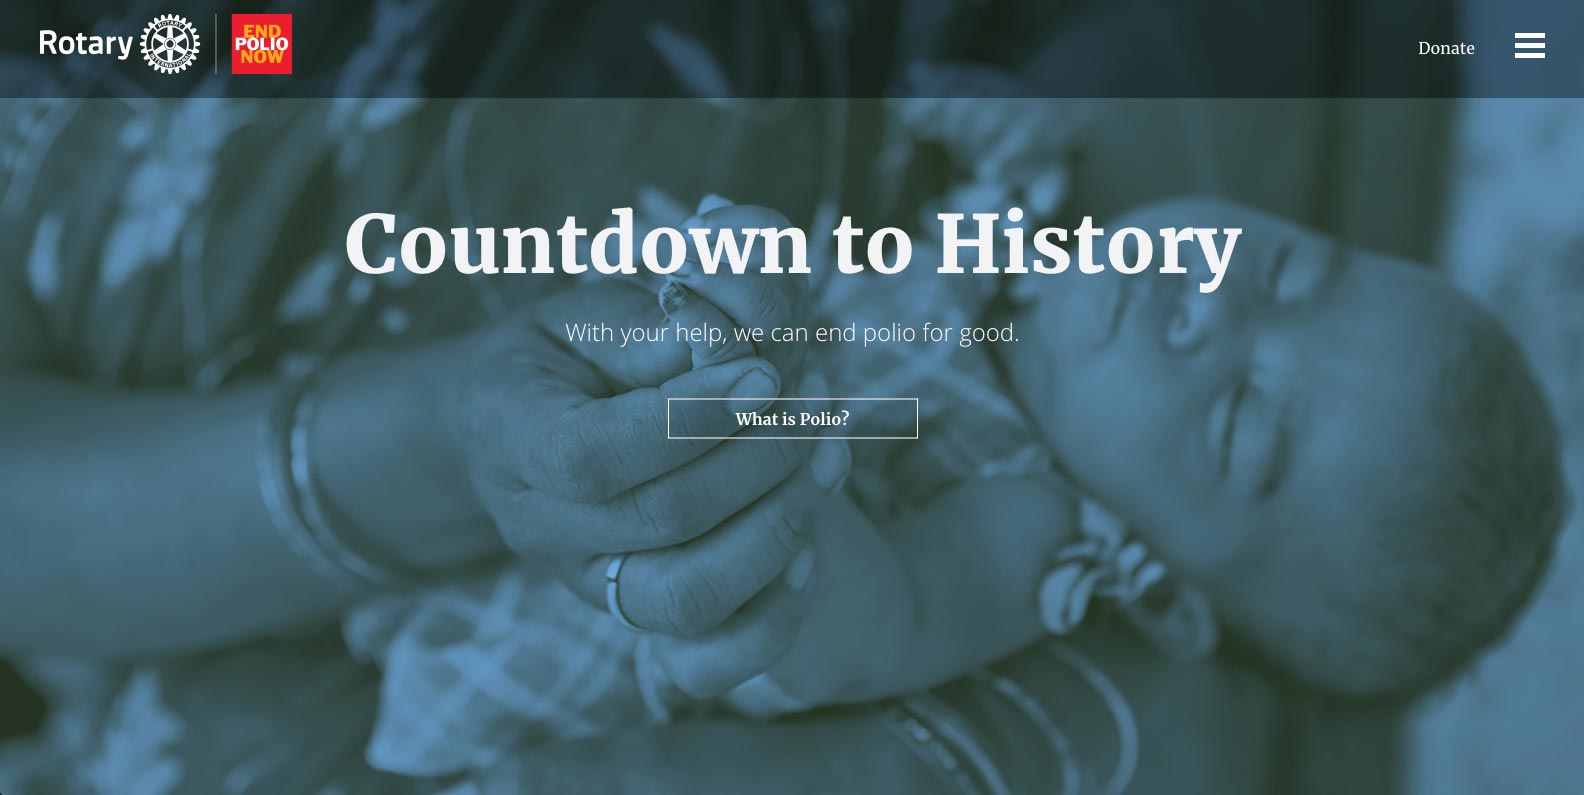 Rotary
ROTARY
INTERNATIONAL
END
POLIO
NOW
Donate
Countdown to History
With your help, we can end polio for good.
What is Polio?